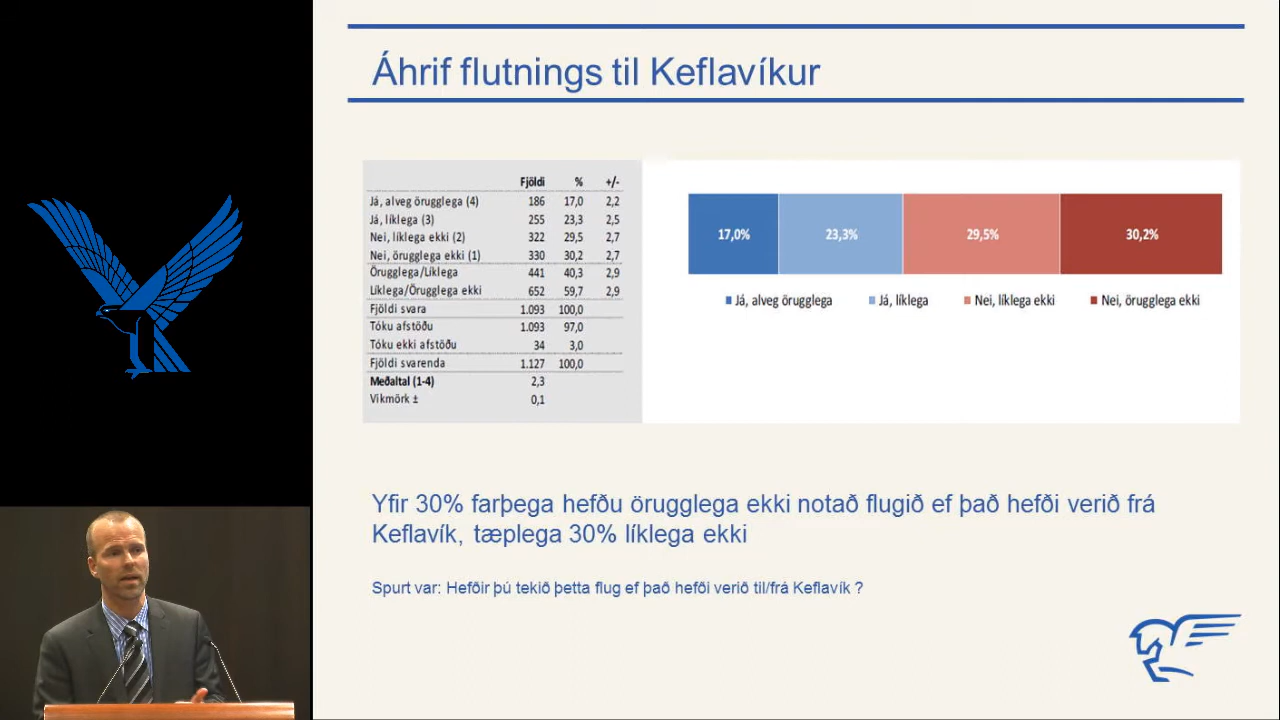 Áhrif flutnings til Keflavíkur
Fjöldi % +/-
Já, alveg örugglega (4) 186 17,0 2,2
Já, líklega (3) 255 23,3 2,5
Nei, líklega ekki (2) 322 29,5 2,7
Nei, örugglega ekki (1) 330 30,2 2,7
Örugglega/Líklega 441 40,3 2,9
Líklega/Örugglega ekki 652 59,7 2,9
Fjöldi svara 1.093 100,0
Tóku afstöðu 1.093 97,0
Tóku ekki afstöðu 34 3,0
Fjöldi svarenda 1.127 100,0
Meðaltal (1-4) 2,3
Vikmörk ± 0,1
17,0% 23,3% 29,5% 30,2%
Já, alveg örugglega Já, líklega Nei, líklega ekki Nei, örugglega ekki
Yfir 30% farþega hefðu örugglega ekki notað flugið ef það hefði verið frá
Keflavík, tæplega 30% líklega ekki
Spurt var: Hefðir þú tekið þetta flug ef það hefði verið til/frá Keflavík ?